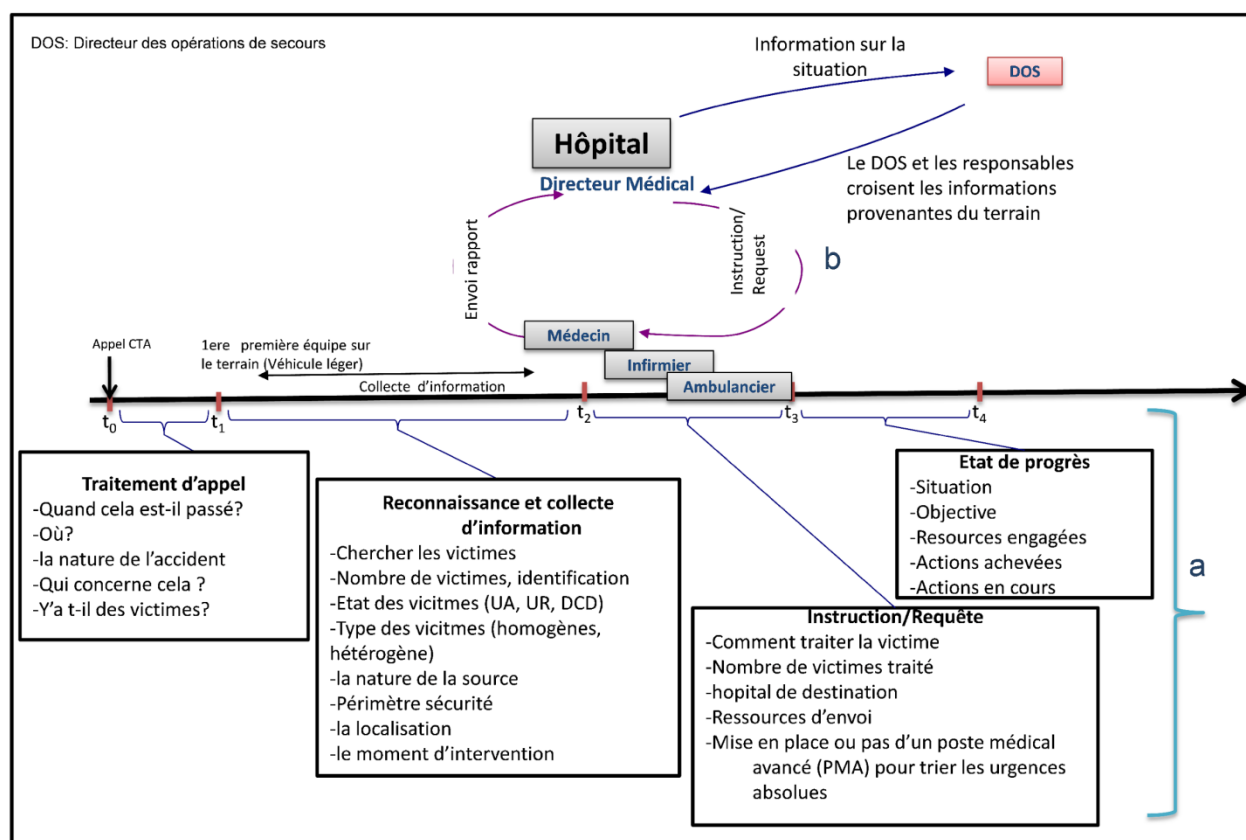 DOS: Directeur des opérations de secours
Information sur la
situation
DOS
Hôpital
Directeur Médical
Le DOS et les responsables
croisent les informations
provenantes du terrain
Envoi rapport
Instruction/
Request
b
Médecin
Infirmier
Ambulancier
Appel CTA
1ere première équipe sur
le terrain (Véhicule léger)
Collecte d'information
t0
t1
t2
t3
t4
Traitement d'appel
-Quand cela est-il passé?
-Où?
-la nature de l'accident
-Qui concerne cela ?
-Y'a t-il des victimes?
Reconnaissance et collecte
d'information
-Chercher les victimes
-Nombre de victimes, identification
-Etat des vicitmes (UA, UR, DCD)
-Type des vicitmes (homogènes,
hétérogène)
-la nature de la source
-Périmètre sécurité
-la localisation
-le moment d'intervention
Instruction/Requête
-Comment traiter la victime
-Nombre de victimes traité
-hopital de destination
-Ressources d'envoi
-Mise en place ou pas d'un poste médical
avancé (PMA) pour trier les urgences
absolues
Etat de progrès
-Situation
-Objective
-Resources engagées
-Actions achevées
-Actions en cours
a